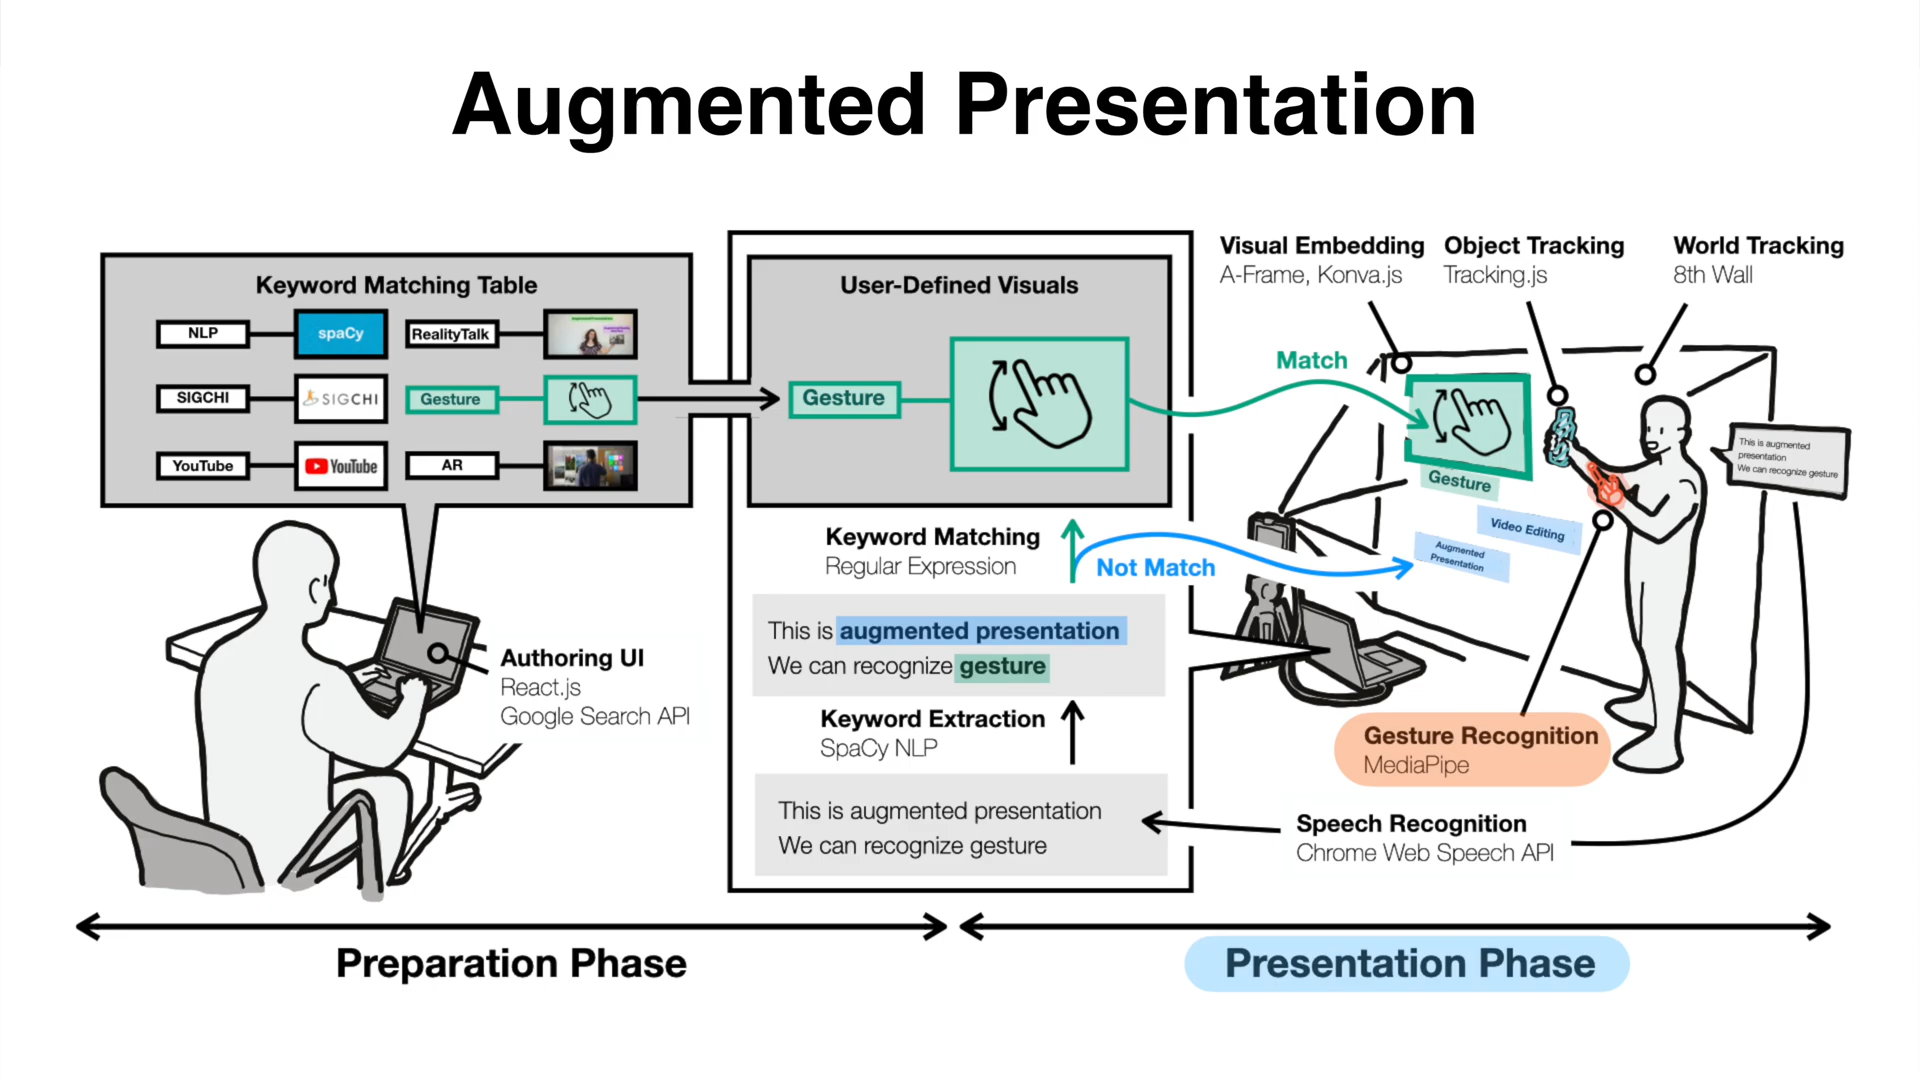 Augmented Presentation
Keyword Matching Table
NLP
spaCy
RealityTalk
SIGCHI
SIGCHI
Gesture
YouTube
YouTube
AR
Authoring UI
React.js
Google Search API
User-Defined Visuals
Gesture
Keyword Matching
Regular Expression
Not Match
This is augmented presentation
We can recognize gesture
Keyword Extraction
SpaCy NLP
This is augmented presentation
We can recognize gesture
Visual Embedding
A-Frame, Konva.js
Object Tracking
Tracking.js
World Tracking
8th Wall
Match
Gesture
Video Editing
Augmented
Presentation
This is augmented
presentation
We can recognize gesture
Gesture Recognition
MediaPipe
Speech Recognition
Chrome Web Speech API
Preparation Phase
Presentation Phase